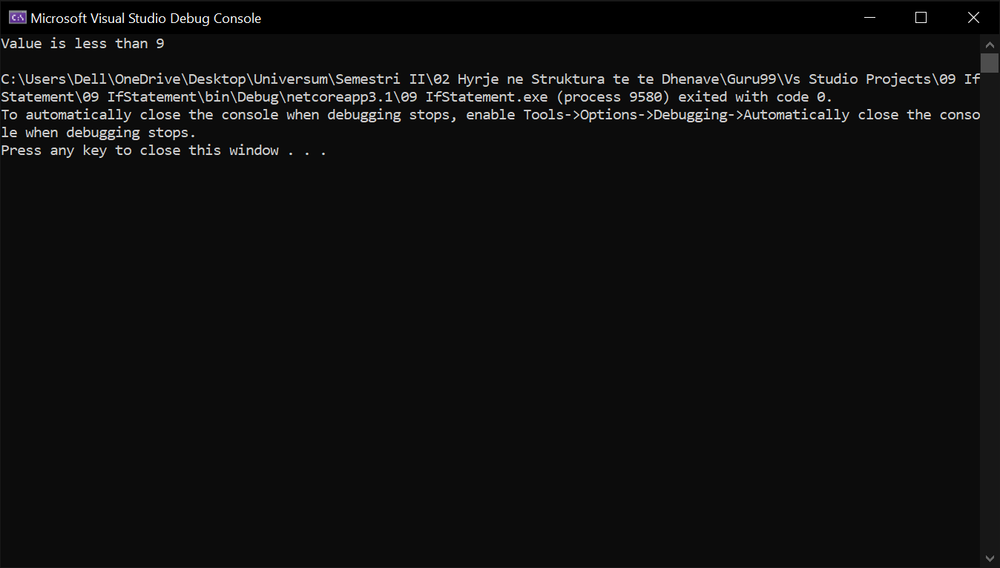 Microsoft Visual Studio Debug Console
Value is less than 9
C:\Users\Dell\OneDrive\Desktop\Universum\Semestri II\02 Hyrje ne Struktura te te Dhenave\Guru99\Vs Studio Projects\09 If
Statement\09 IfStatement\bin\Debug\netcoreapp3.1\09 IfStatement.exe (process 9580) exited with code 0.
To automatically close the console when debugging stops, enable Tools->Options->Debugging->Automatically close the conso
le when debugging stops.
Press any key to close this window . . .